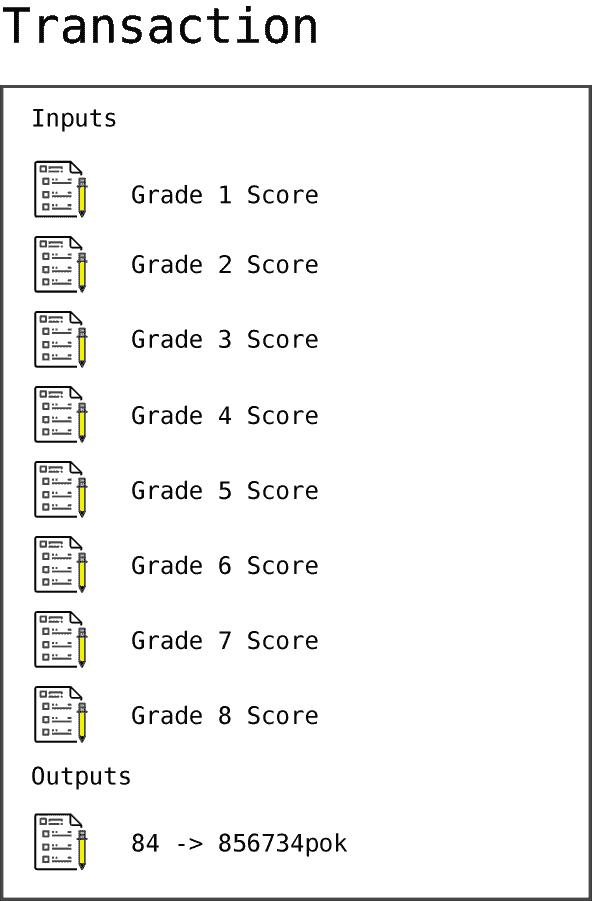 Transaction
Inputs
Grade 1 Score
Grade 2 Score
Grade 3 Score
Grade 4 Score
Grade 5 Score
Grade 6 Score
Grade 7 Score
Grade 8 Score
Outputs
84 -> 856734pok